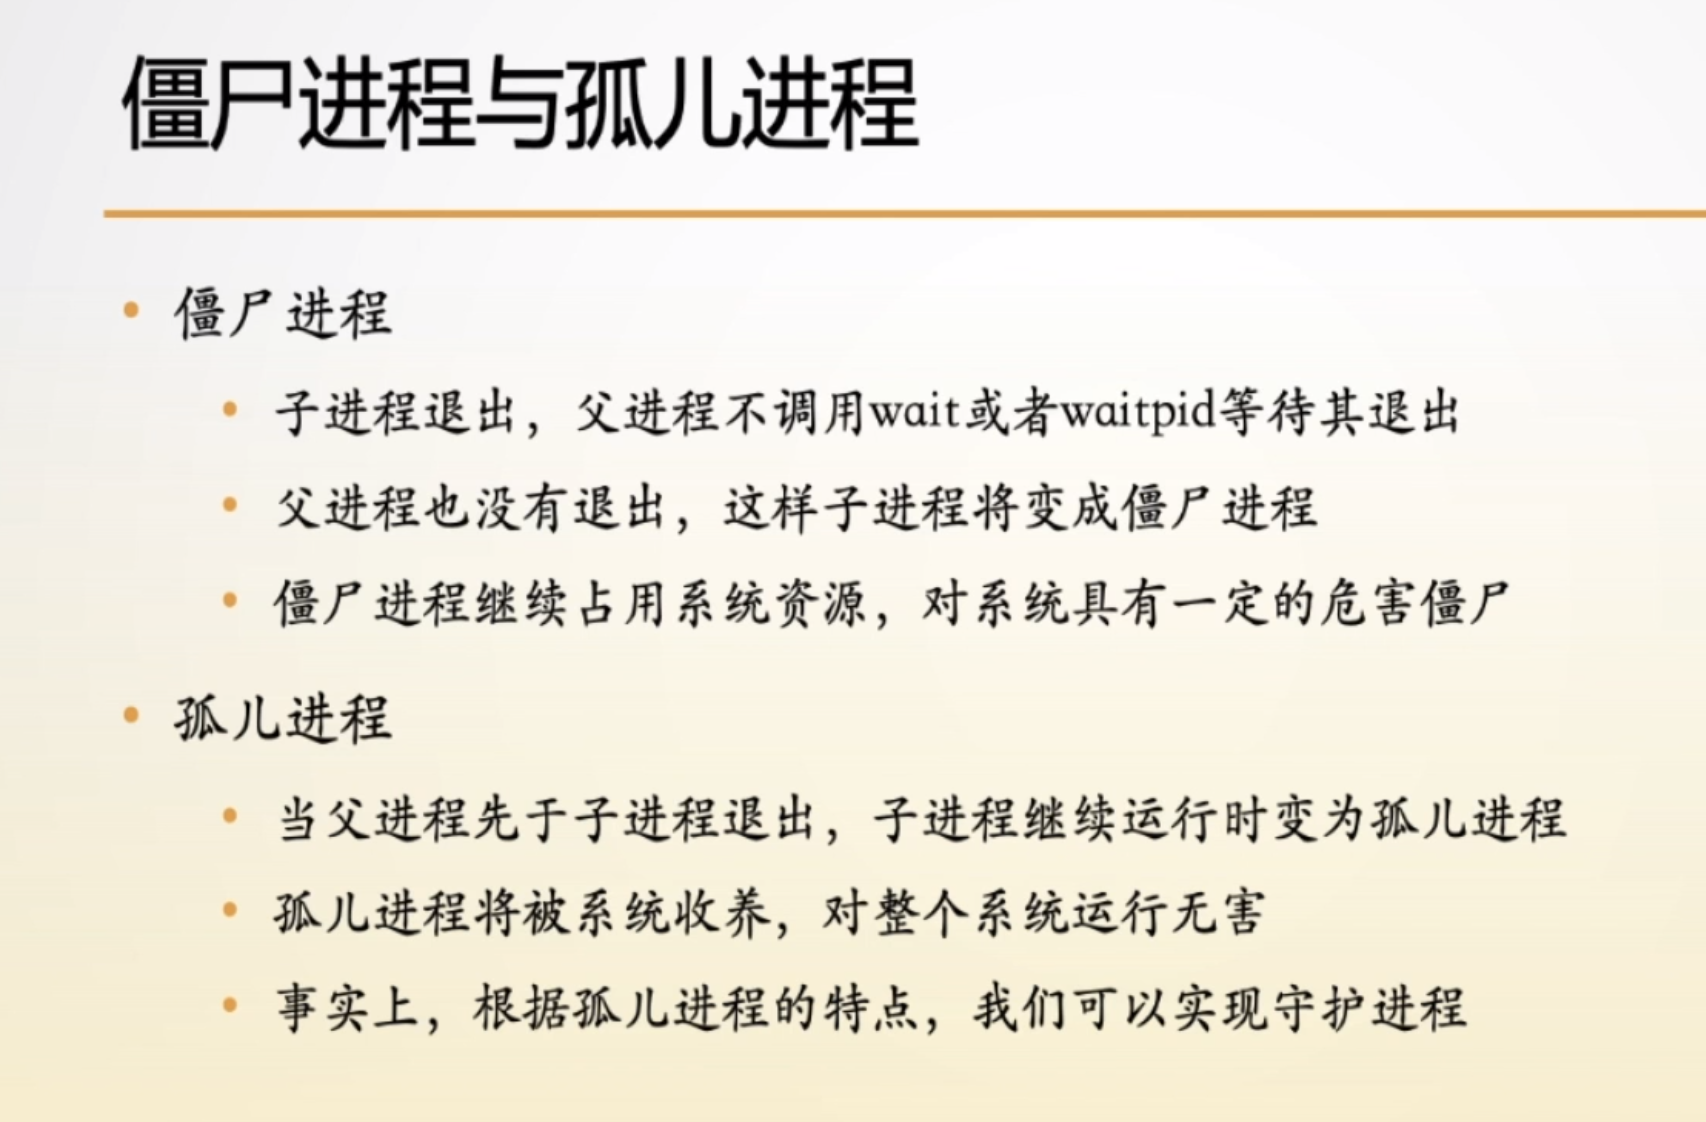 僵尸进程与孤儿进程
僵尸进程
子进程退出，父进程不调用wait或者waitpid等待其退出
父进程也没有退出，这样子进程将变成僵尸进程
僵尸进程继续占用系统资源，对系统具有一定的危害僵尸
孤儿进程
当父进程先于子进程退出，子进程继续运行时变为孤儿进程
孤儿进程将被系统收养，对整个系统运行无害
事实上，根据孤儿进程的特点，我们可以实现守护进程